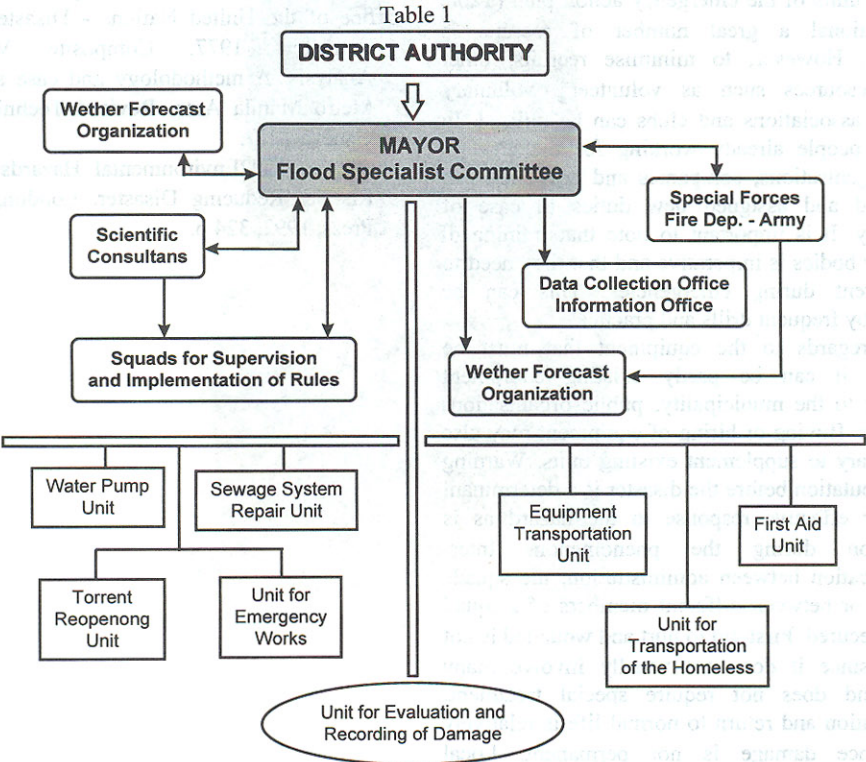 Table 1
DISTRICT AUTHORITY
Wether Forecast
Organization
MAYOR
Flood Specialist Committee
Special Forces
Fire Dep. - Army
Scientific
Consultans
Data Collection Office
Information Office
Squads for Supervision
and Implementation of Rules
Wether Forecast
Organization
Water Pump
Unit
Sewage System
Repair Unit
Equipment
Transportation
Unit
First Aid
Unit
Torrent
Reopenong
Unit
Unit for
Emergency
Works
Unit for
Transportation
of the Homeless
Unit for Evaluation and
Recording of Damage